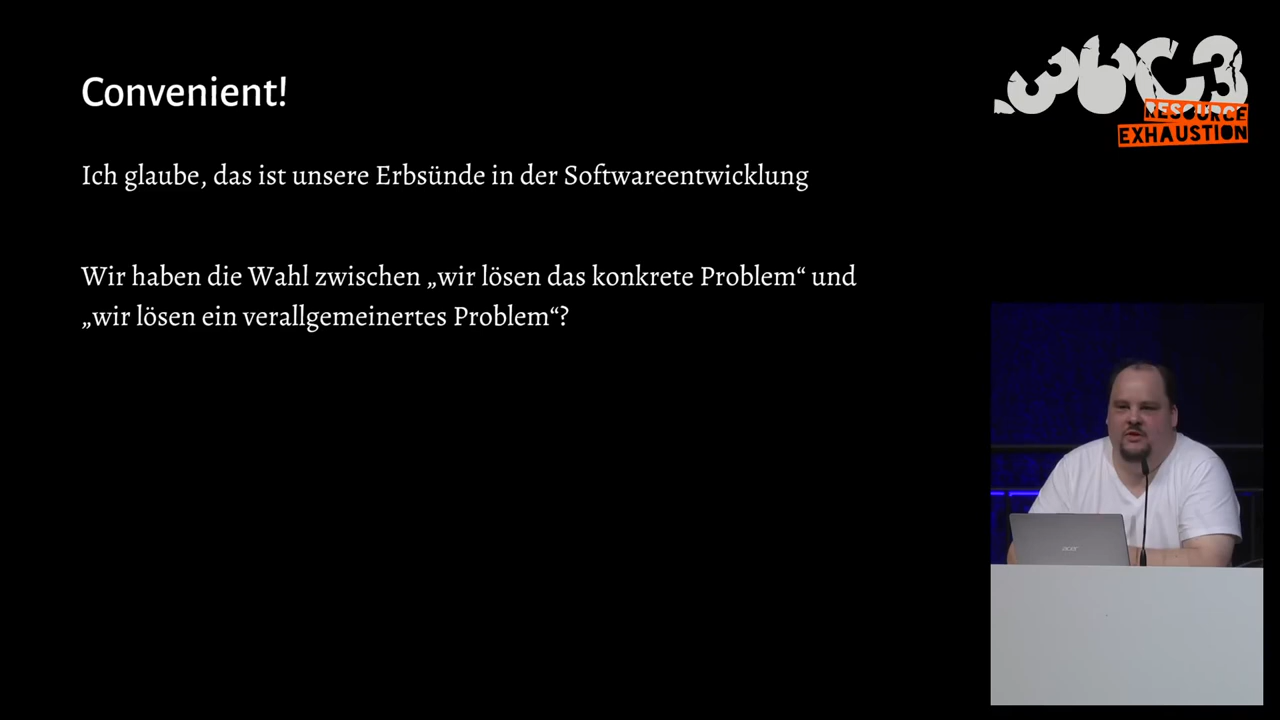 Convenient!
Ich glaube, das ist unsere Erbsünde in der Softwareentwicklung
Wir haben die Wahl zwischen „wir lösen das konkrete Problem“ und
„wir lösen ein verallgemeinertes Problem“?
36C3
RESOURCE
EXHAUSTION
acer